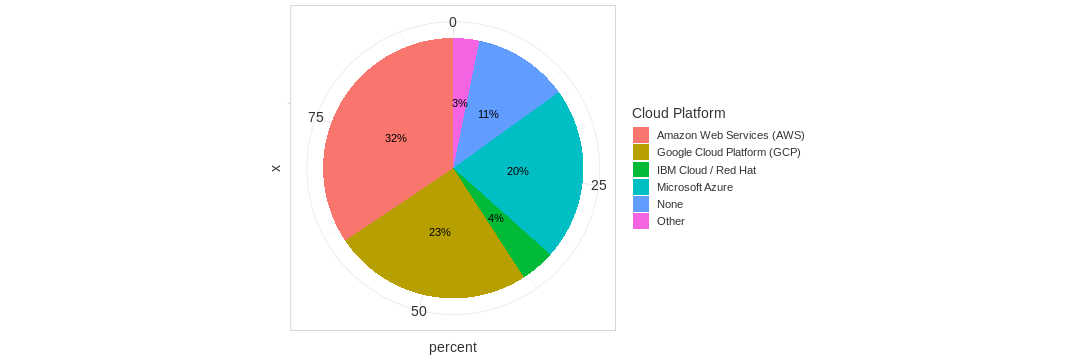 0
3%
11%
75
32%
20%
25
4%
23%
50
x
percent
Cloud Platform
Amazon Web Services (AWS)
Google Cloud Platform (GCP)
IBM Cloud / Red Hat
Microsoft Azure
None
Other